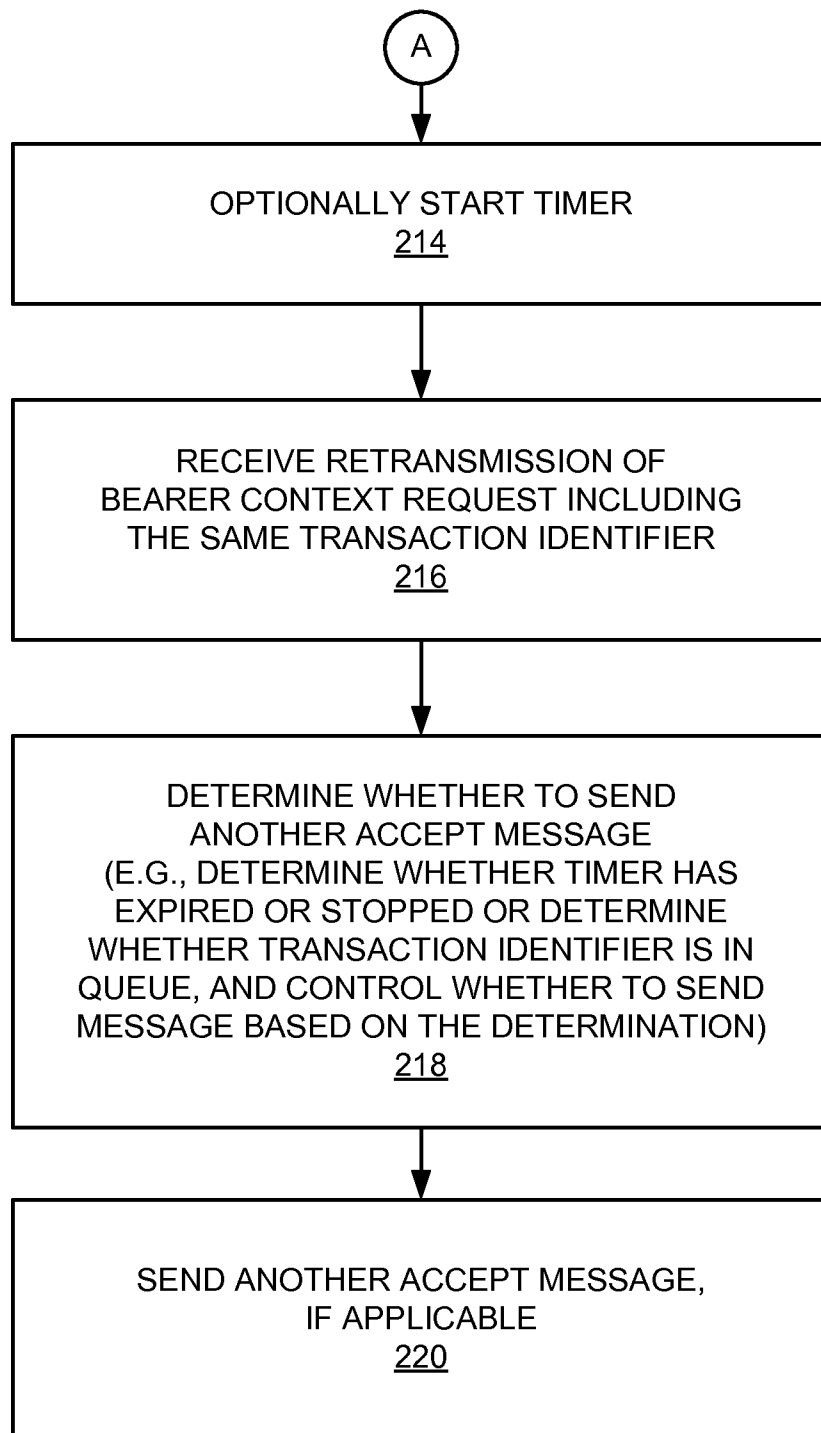 A
OPTIONALLY START TIMER
214
RECEIVE RETRANSMISSION OF
BEARER CONTEXT REQUEST INCLUDING
THE SAME TRANSACTION IDENTIFIER
216
DETERMINE WHETHER TO SEND
ANOTHER ACCEPT MESSAGE
(E.G., DETERMINE WHETHER TIMER HAS
EXPIRED OR STOPPED OR DETERMINE
WHETHER TRANSACTION IDENTIFIER IS IN
QUEUE, AND CONTROL WHETHER TO SEND
MESSAGE BASED ON THE DETERMINATION)
218
SEND ANOTHER ACCEPT MESSAGE,
IF APPLICABLE
220